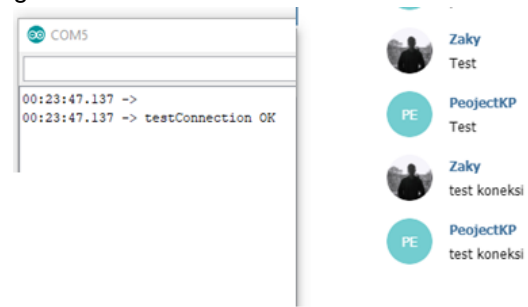 COM5
00:23:47.137 ->
00:23:47.137 -> testConnection OK
Zaky
Test
PE
PeojectKP
Test
Zaky
test koneksi
PE
PeojectKP
test koneksi